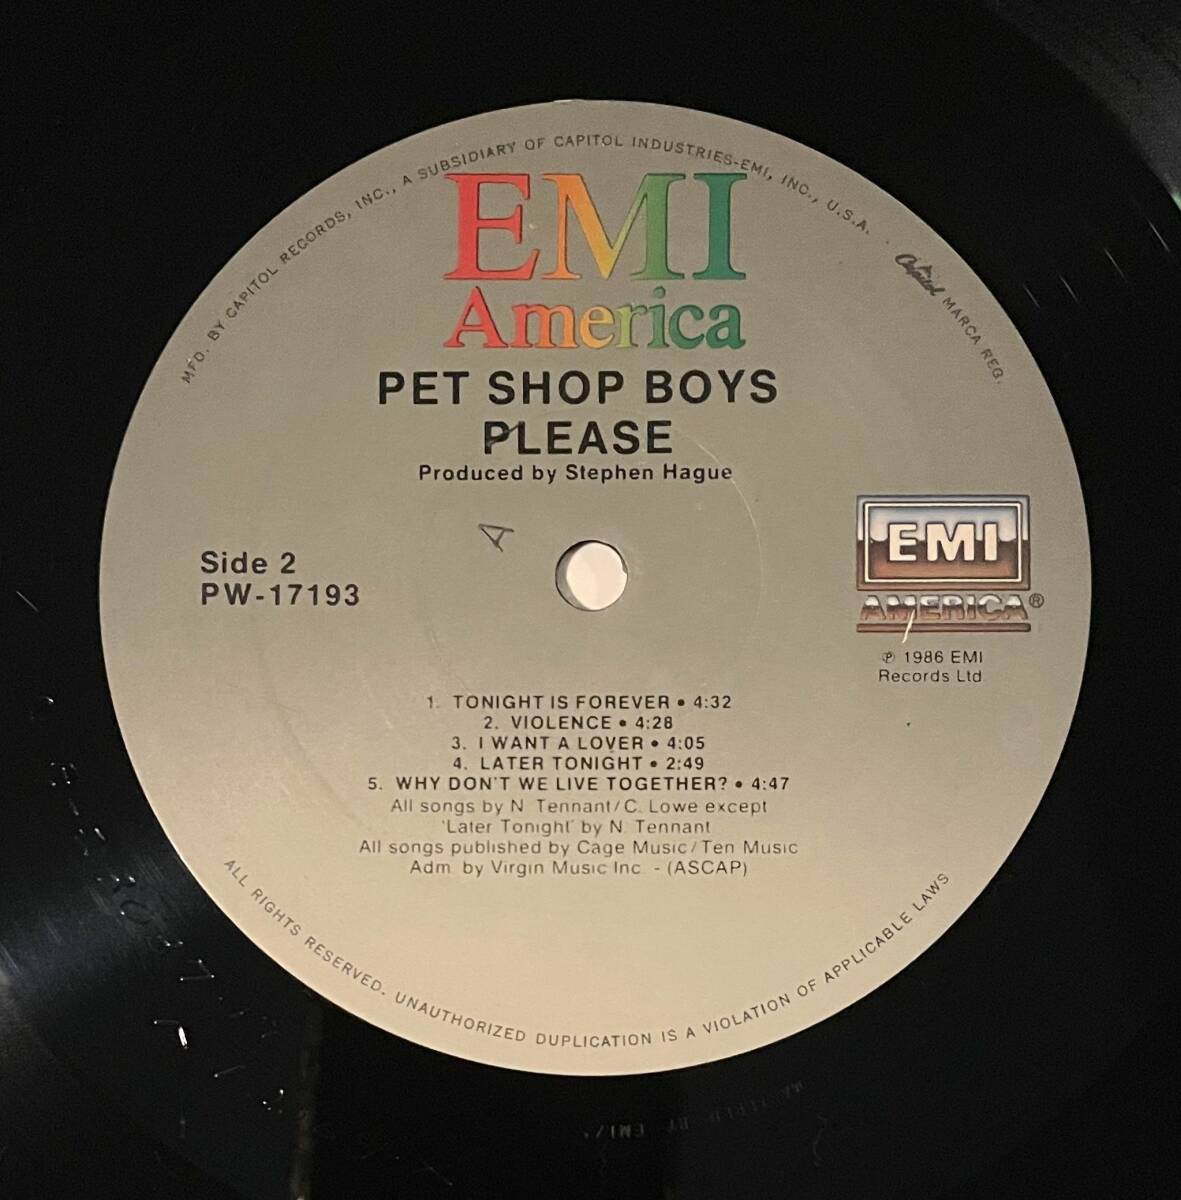 MFD. BY CAPITOL RECORDS, INC., A SUBSIDIARY OF CAPITOL INDUSTRIES-EMI, INC., U.S.A. · Capitol MARCA REG.
EMI
America
PET SHOP BOYS
PLEASE
Produced by Stephen Hague
A
Side 2
PW-17193
EMI
AMERICA®
℗ 1986 EMI
Records Ltd
1. TONIGHT IS FOREVER • 4:32
2. VIOLENCE • 4:28
3. I WANT A LOVER • 4:05
4. LATER TONIGHT • 2:49
5. WHY DON'T WE LIVE TOGETHER? • 4:47
All songs by N. Tennant/C. Lowe except
'Later Tonight' by N. Tennant
All songs published by Cage Music/Ten Music
Adm. by Virgin Music Inc. - (ASCAP)
ALL RIGHTS RESERVED. UNAUTHORIZED DUPLICATION IS A VIOLATION OF APPLICABLE LAWS
BY EMI